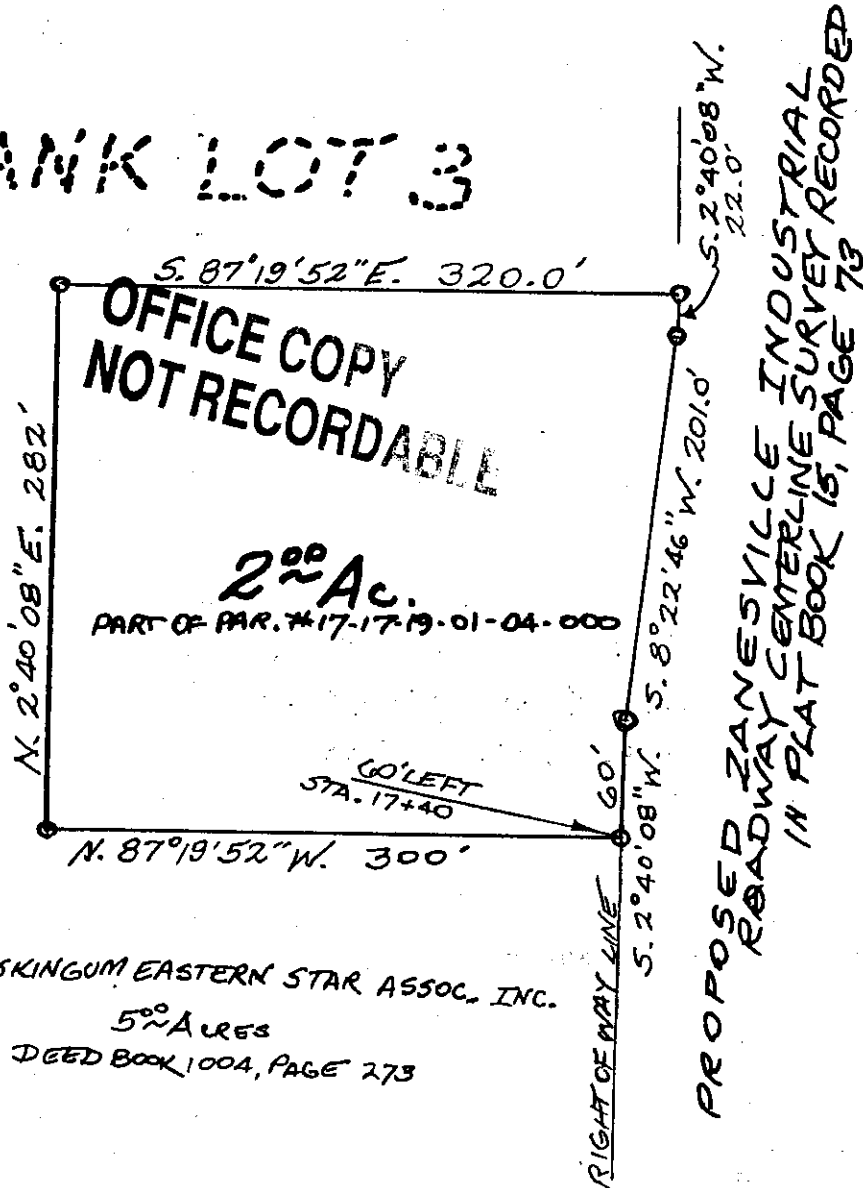 ANK LOT 3
S. 2°40'08"W.
22.0'
S. 87°19'52"E. 320.0'
OFFICE COPY
NOT RECORDABLE
N. 2°40'08"E. 282'
2.00 Ac.
PART OF PAR. #17-17-19-01-04-000
S. 8°22'46"W. 201.0'
60' LEFT
STA. 17+40
S. 2°40'08"W. 60'
N. 87°19'52"W. 300'
RIGHT OF WAY LINE
SKINGUM EASTERN STAR ASSOC. INC.
5.00 ACRES
DEED BOOK 1004, PAGE 273
PROPOSED ZANESVILLE INDUSTRIAL
ROADWAY CENTERLINE SURVEY RECORDED
IN PLAT BOOK 15, PAGE 73